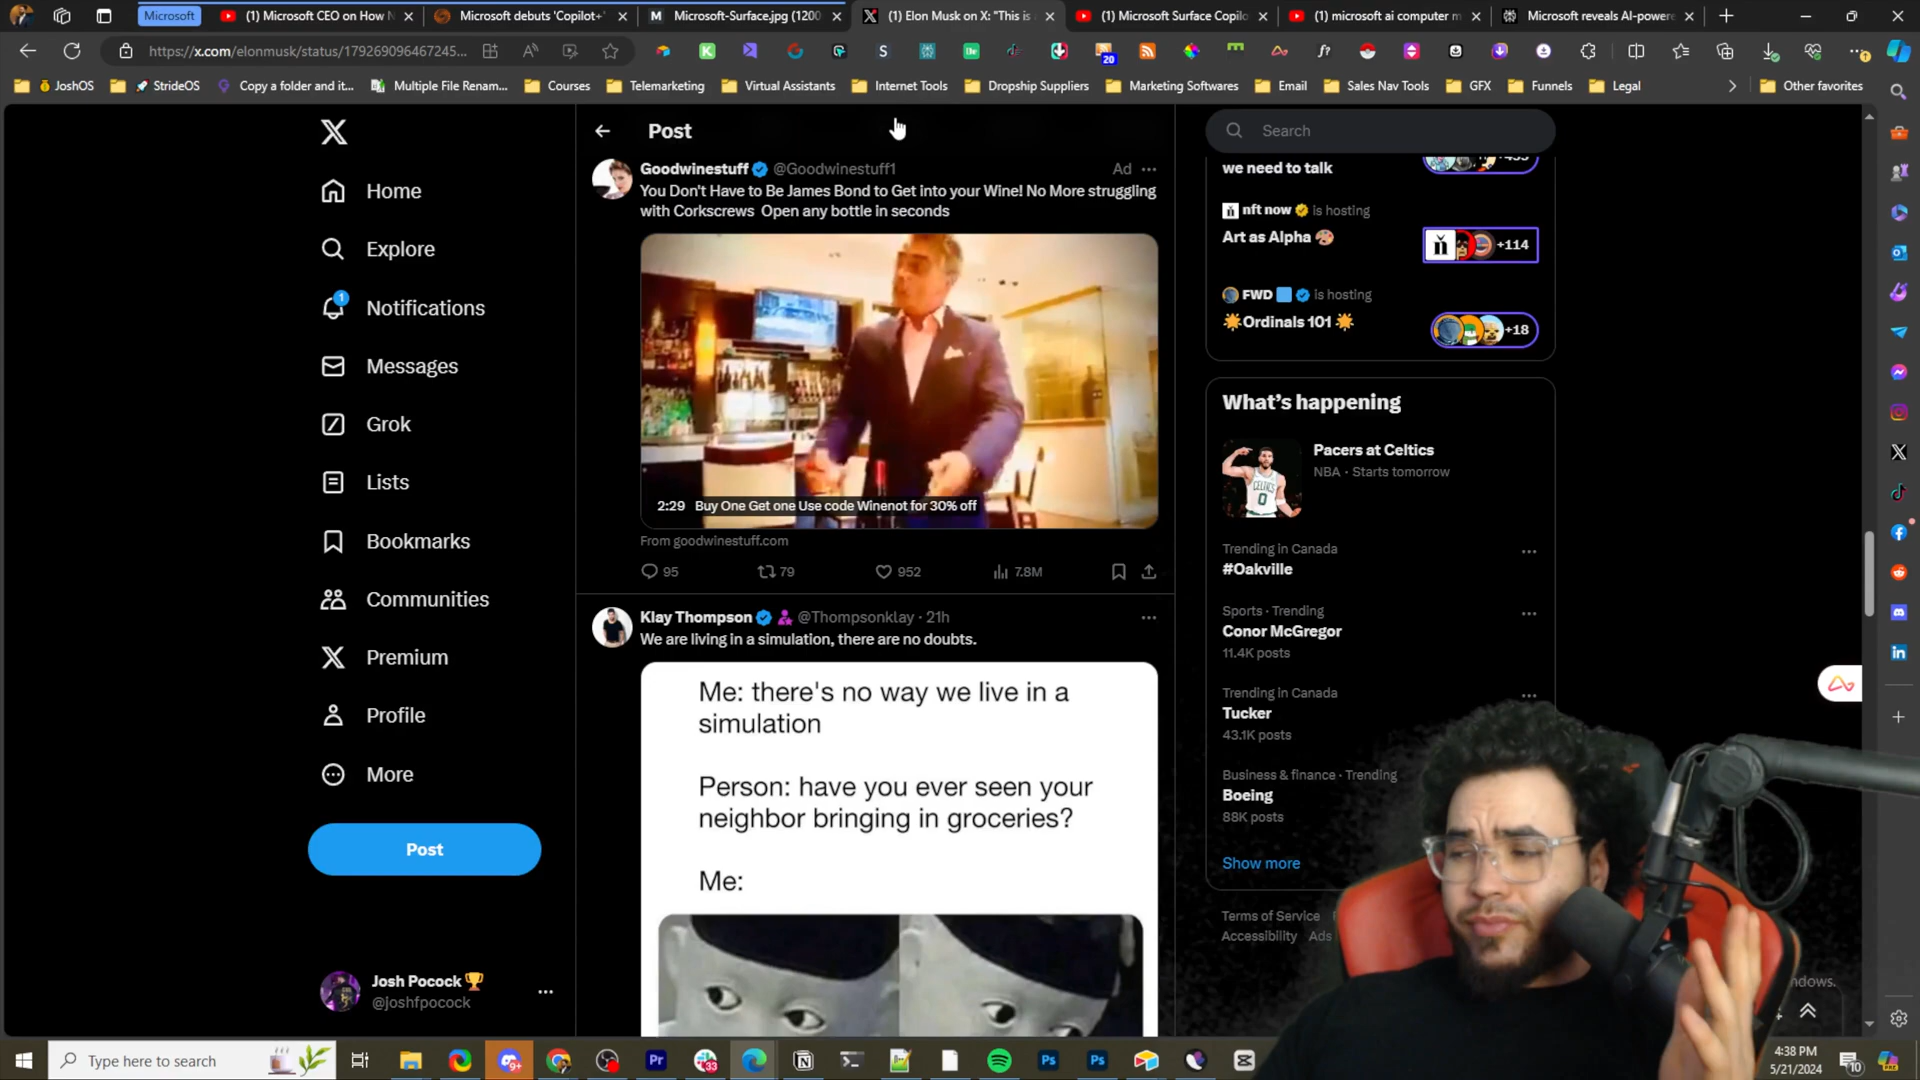 Microsoft
(1) Microsoft CEO on How N
Microsoft debuts 'Copilot+'
Microsoft-Surface.jpg (1200
(1) Elon Musk on X: "This is
(1) Microsoft Surface Copilo
(1) microsoft ai computer m
Microsoft reveals AI-powere
https://x.com/elonmusk/status/179269096467245...
20
JoshOS
StrideOS
Copy a folder and it...
Multiple File Renam...
Courses
Telemarketing
Virtual Assistants
Internet Tools
Dropship Suppliers
Marketing Softwares
Email
Sales Nav Tools
GFX
Funnels
Legal
Other favorites
Home
Explore
1
Notifications
Messages
Grok
Lists
Bookmarks
Communities
Premium
Profile
More
Post
Josh Pocock
@joshfpocock
Post
Goodwinestuff @Goodwinestuff1 Ad
You Don't Have to Be James Bond to Get into your Wine! No More struggling
with Corkscrews Open any bottle in seconds
2:29 Buy One Get one Use code Winenot for 30% off
From goodwinestuff.com
95 79 952 7.8M
Klay Thompson @Thompsonklay · 21h
We are living in a simulation, there are no doubts.
Me: there's no way we live in a
simulation
Person: have you ever seen your
neighbor bringing in groceries?
Me:
Search
we need to talk
nft now is hosting
Art as Alpha
+114
FWD is hosting
Ordinals 101
+18
What's happening
Pacers at Celtics
NBA · Starts tomorrow
Trending in Canada
#Oakville
Sports · Trending
Conor McGregor
11.4K posts
Trending in Canada
Tucker
43.1K posts
Business & finance · Trending
Boeing
88K posts
Show more
Terms of Service
Accessibility Ads
ndows.
Type here to search
9+
33
Pr
Ps
Ps
4:38 PM
5/21/2024
10